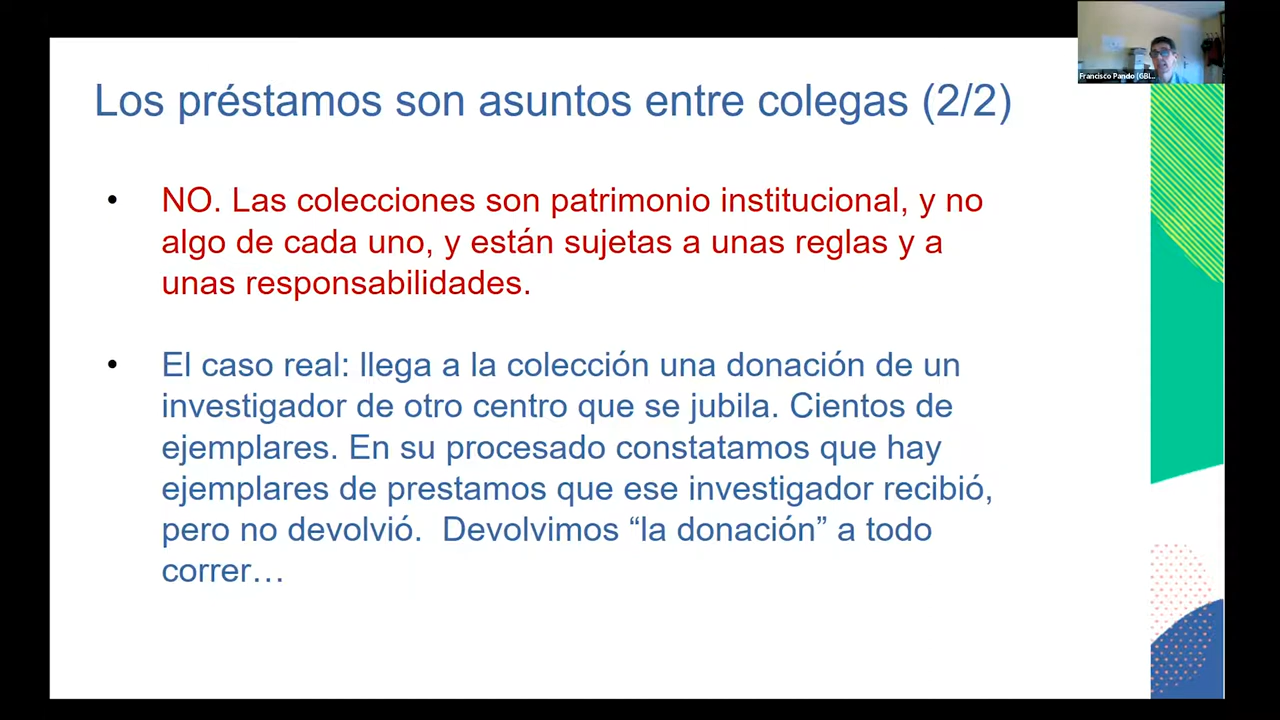 Francisco Pando (GBI...
Los préstamos son asuntos entre colegas (2/2)
• NO. Las colecciones son patrimonio institucional, y no
algo de cada uno, y están sujetas a unas reglas y a
unas responsabilidades.
• El caso real: llega a la colección una donación de un
investigador de otro centro que se jubila. Cientos de
ejemplares. En su procesado constatamos que hay
ejemplares de prestamos que ese investigador recibió,
pero no devolvió.  Devolvimos “la donación” a todo
correr…